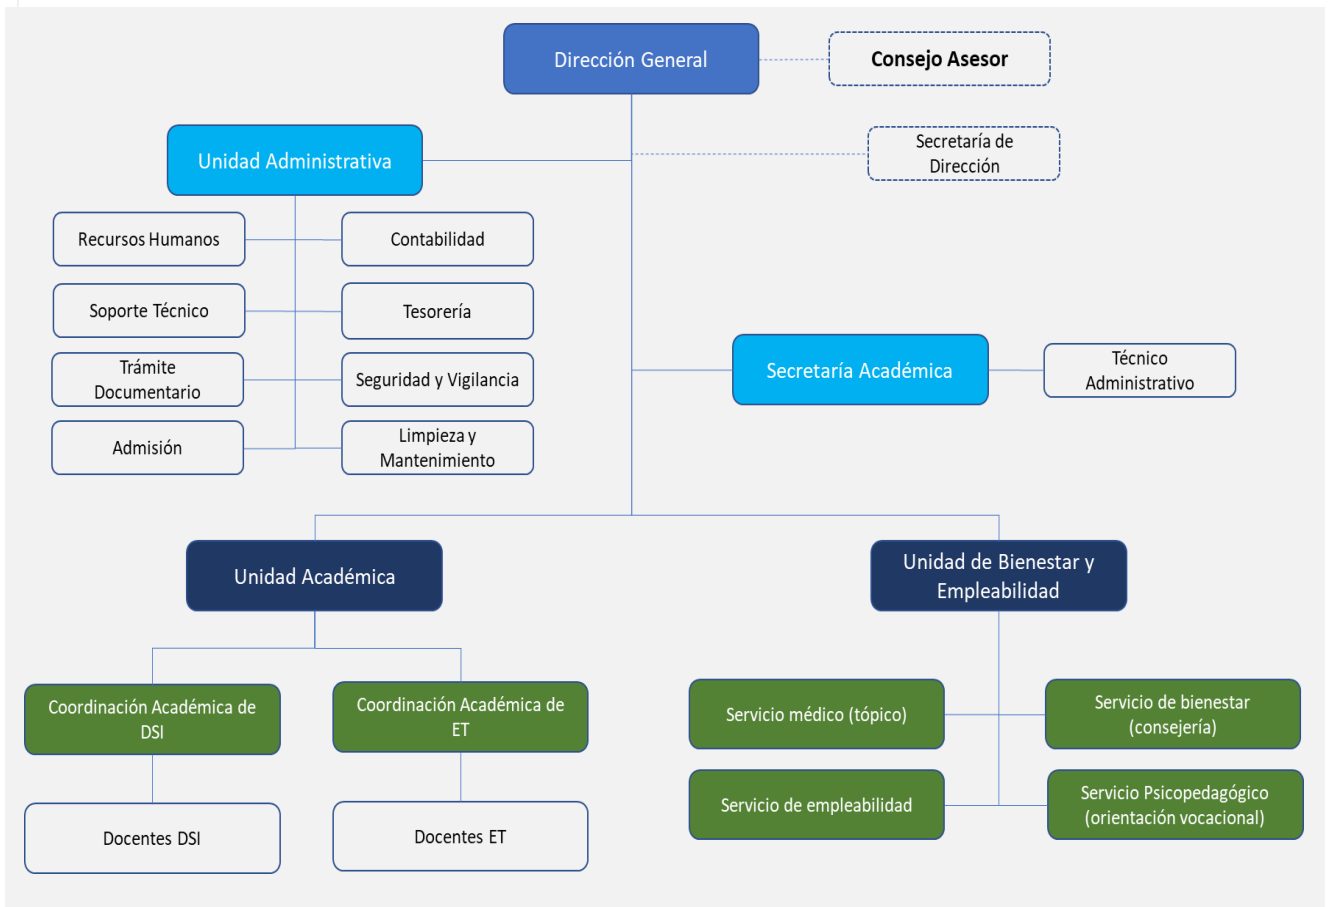 Dirección General
Consejo Asesor
Secretaría de
Dirección
Unidad Administrativa
Recursos Humanos
Contabilidad
Soporte Técnico
Tesorería
Trámite
Documentario
Seguridad y Vigilancia
Admisión
Limpieza y
Mantenimiento
Secretaría Académica
Técnico
Administrativo
Unidad Académica
Unidad de Bienestar y
Empleabilidad
Coordinación Académica de
DSI
Coordinación Académica de
ET
Docentes DSI
Docentes ET
Servicio médico (tópico)
Servicio de bienestar
(consejería)
Servicio de empleabilidad
Servicio Psicopedagógico
(orientación vocacional)